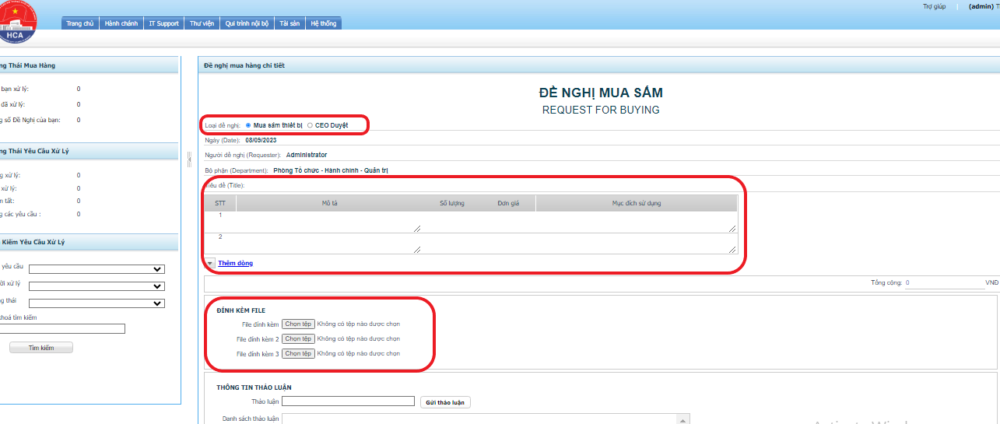 Trợ giúp | (admin) T
HCA
Trang chủ Hành chánh IT Support Thư viện Qui trình nội bộ Tài sản Hệ thống
ng Thái Mua Hàng
bạn xử lý: 0
đã xử lý: 0
g số Đề Nghị của bạn: 0
ng Thái Yêu Cầu Xử Lý
g xử lý: 0
xử lý: 0
n tất: 0
g các yêu cầu : 0
Kiếm Yêu Cầu Xử Lý
yêu cầu
ời xử lý
ng thái
khoá tìm kiếm
Tìm kiếm
Đề nghị mua hàng chi tiết
ĐỀ NGHỊ MUA SẮM
REQUEST FOR BUYING
Loại đề nghị: Mua sắm thiết bị CEO Duyệt
Ngày (Date): 08/09/2023
Người đề nghị (Requester): Administrator
Bộ phận (Department): Phòng Tổ chức - Hành chính - Quản trị
Tiêu đề (Title):
STT Mô tả Số lượng Đơn giá Mục đích sử dụng
1
2
Thêm dòng
Tổng cộng: 0 VNĐ
ĐÍNH KÈM FILE
File đính kèm Chọn tệp Không có tệp nào được chọn
File đính kèm 2 Chọn tệp Không có tệp nào được chọn
File đính kèm 3 Chọn tệp Không có tệp nào được chọn
THÔNG TIN THẢO LUẬN
Thảo luận Gửi thảo luận
Danh sách thảo luận